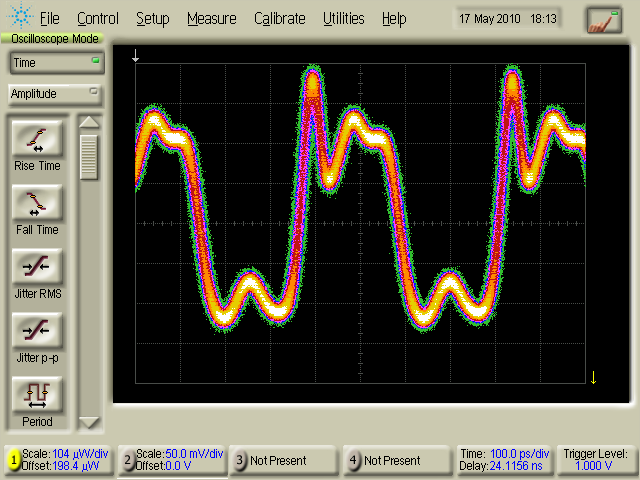 File Control Setup Measure Calibrate Utilities Help 17 May 2010 18:13
Oscilloscope Mode
Time
Amplitude
Rise Time
Fall Time
Jitter RMS
Jitter p-p
Period
1 Scale:104 µW/div
Offset:198.4 µW
2 Scale:50.0 mV/div
Offset:0.0 V
3 Not Present
4 Not Present
Time: 100.0 ps/div
Delay:24.1156 ns
Trigger Level:
1.000 V